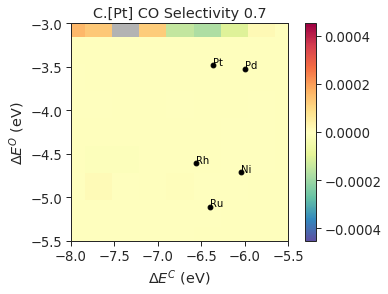 C.[Pt] CO Selectivity 0.7
−3.0
−3.5
−4.0
−4.5
−5.0
−5.5
ΔE^O (eV)
Pt
Pd
Rh
Ni
Ru
−8.0 −7.5 −7.0 −6.5 −6.0 −5.5
ΔE^C (eV)
0.0004
0.0002
0.0000
−0.0002
−0.0004